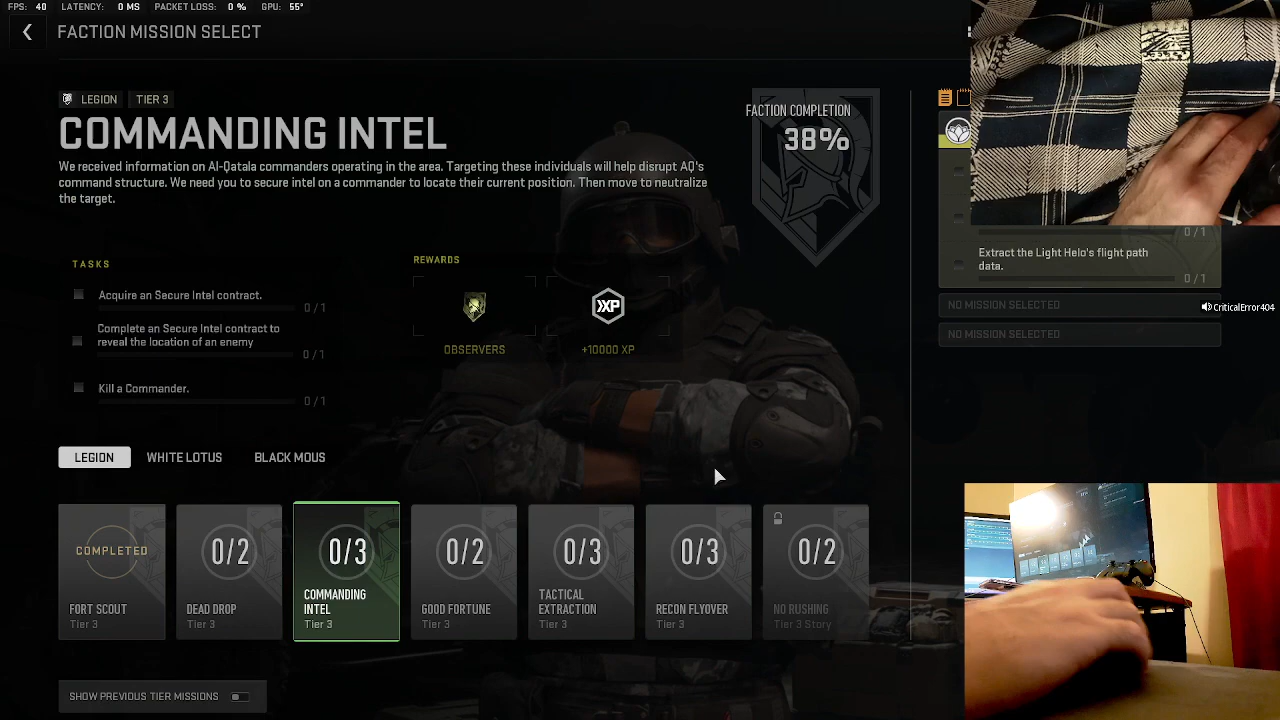 FPS: 40 LATENCY: 0 MS PACKET LOSS: 0 % GPU: 55°
FACTION MISSION SELECT
LEGION TIER 3
COMMANDING INTEL
We received information on Al-Qatala commanders operating in the area. Targeting these individuals will help disrupt AQ's
command structure. We need you to secure intel on a commander to locate their current position. Then move to neutralize
the target.
FACTION COMPLETION
38%
TASKS
Acquire an Secure Intel contract.
0/1
Complete an Secure Intel contract to
reveal the location of an enemy
0/1
Kill a Commander.
0/1
REWARDS
XP
OBSERVERS +10000 XP
0/1
Extract the Light Helo's flight path
data.
0/1
NO MISSION SELECTED
CriticalError404
NO MISSION SELECTED
LEGION WHITE LOTUS BLACK MOUS
COMPLETED 0/2 0/3 0/2 0/3 0/3 0/2
FORT SCOUT DEAD DROP COMMANDING INTEL GOOD FORTUNE TACTICAL EXTRACTION RECON FLYOVER NO RUSHING
Tier 3 Tier 3 Tier 3 Tier 3 Tier 3 Tier 3 Tier 3 Story
SHOW PREVIOUS TIER MISSIONS